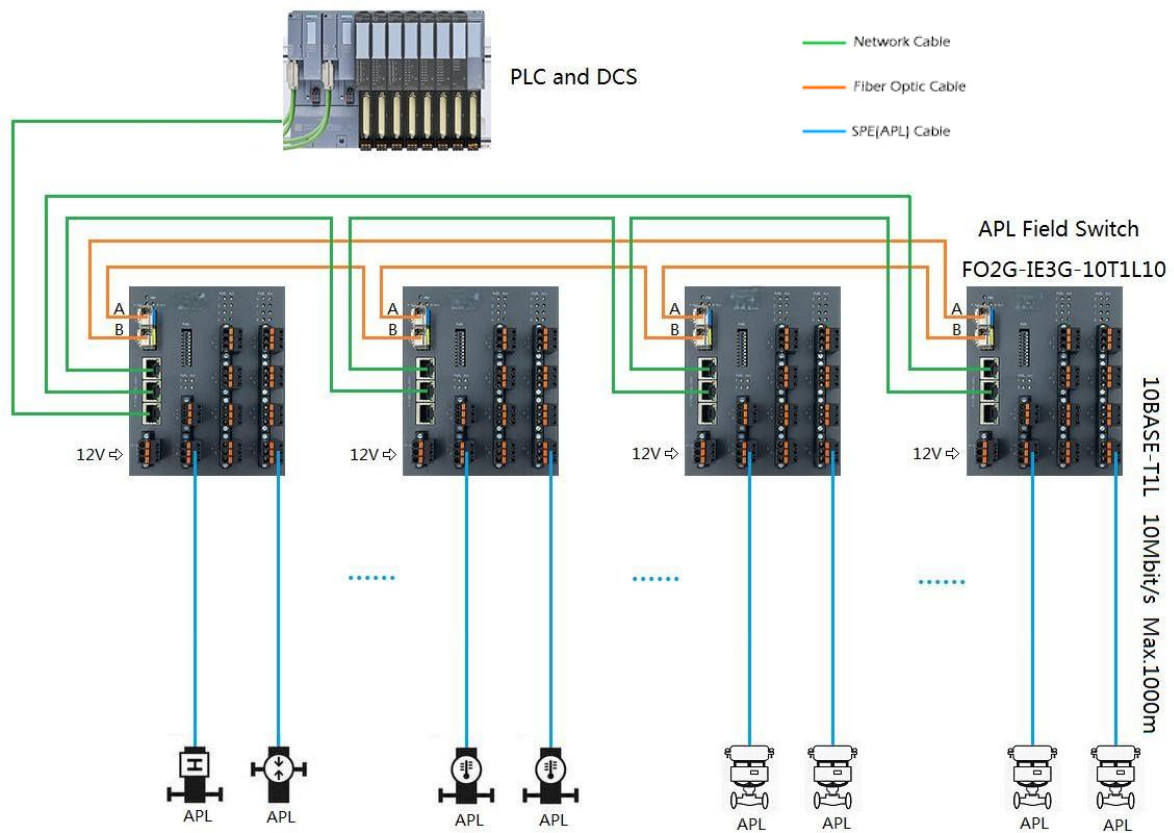 Network Cable
PLC and DCS
Fiber Optic Cable
SPE(APL) Cable
APL Field Switch
FO2G-IE3G-10T1L10
A
B
A
B
A
B
A
B
12V ⇨
12V ⇨
12V ⇨
12V ⇨
10BASE-T1L 10Mbit/s Max.1000m
......
......
......
H
APL
APL
APL
APL
APL
APL
APL
APL